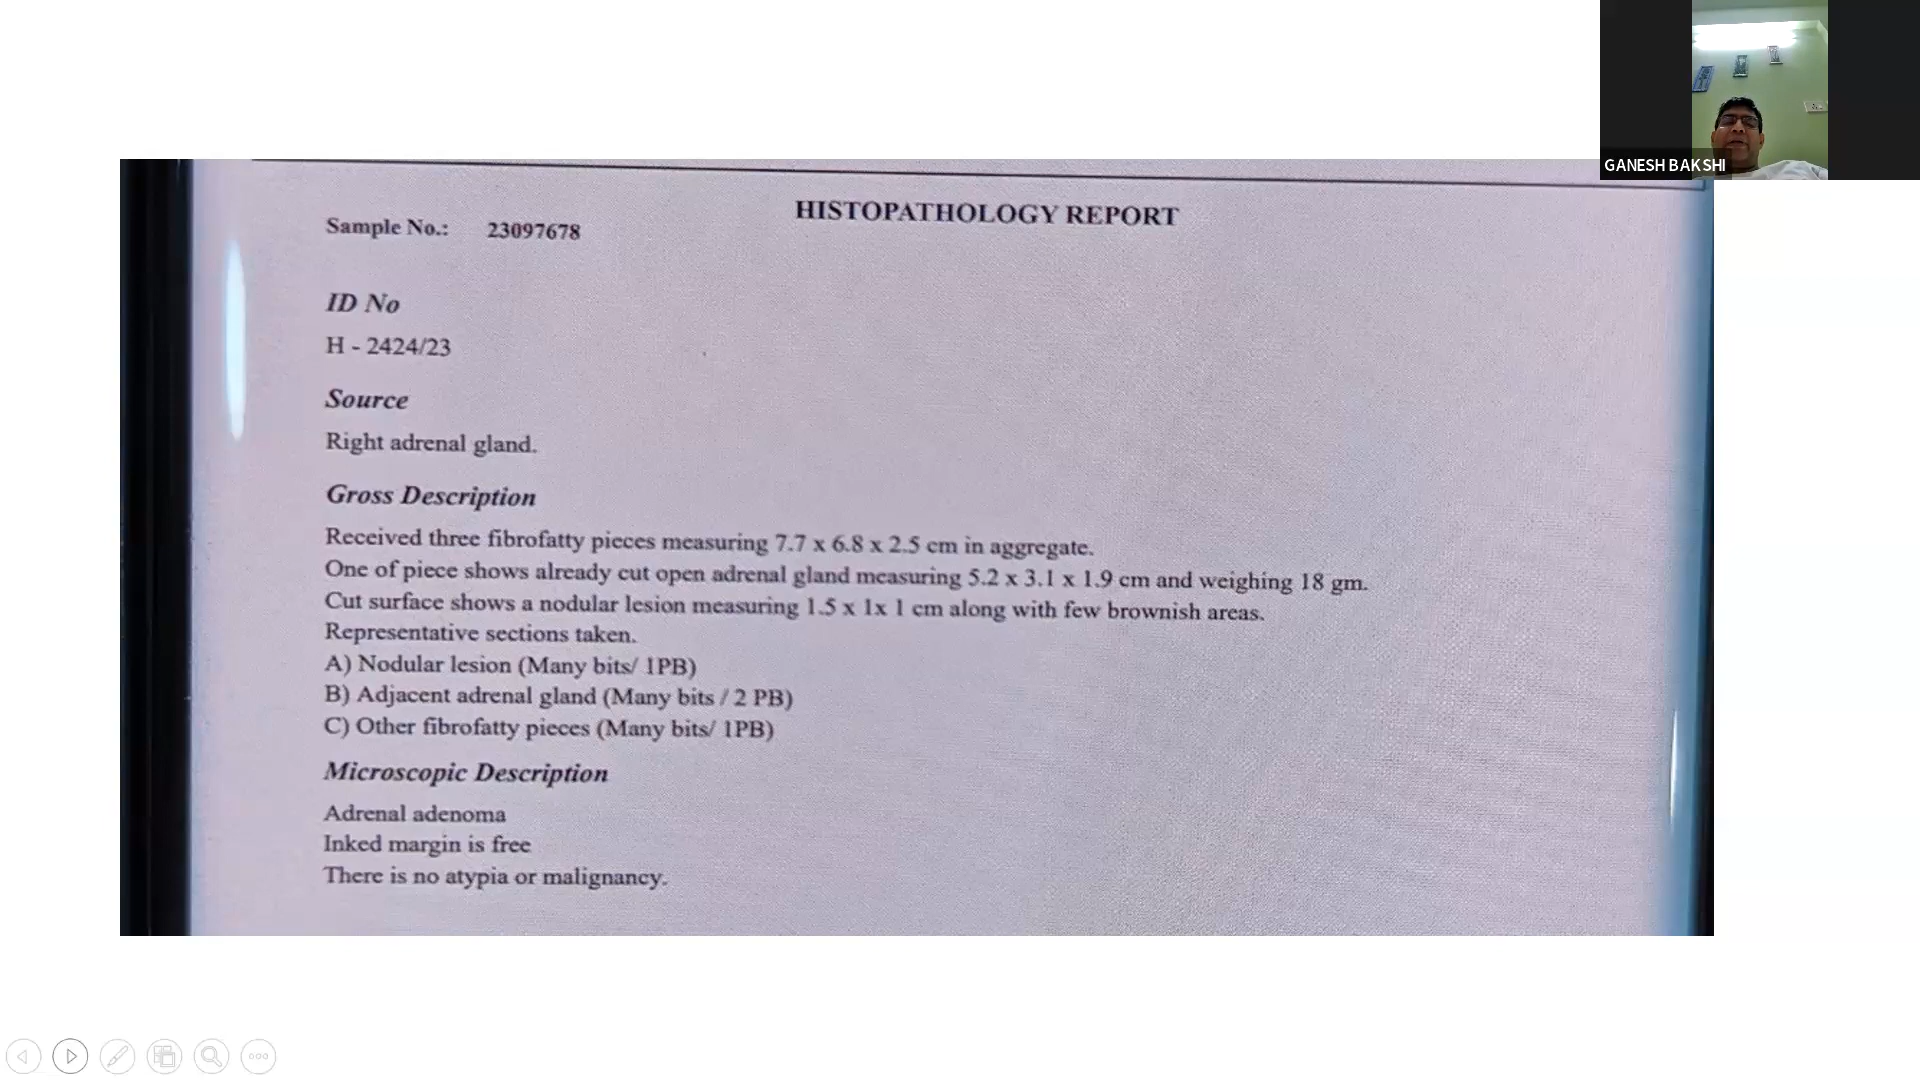 GANESH BAKSHI
HISTOPATHOLOGY REPORT
Sample No.: 23097678
ID No
H - 2424/23
Source
Right adrenal gland.
Gross Description
Received three fibrofatty pieces measuring 7.7 x 6.8 x 2.5 cm in aggregate.
One of piece shows already cut open adrenal gland measuring 5.2 x 3.1 x 1.9 cm and weighing 18 gm.
Cut surface shows a nodular lesion measuring 1.5 x 1x 1 cm along with few brownish areas.
Representative sections taken.
A) Nodular lesion (Many bits/ 1PB)
B) Adjacent adrenal gland (Many bits / 2 PB)
C) Other fibrofatty pieces (Many bits/ 1PB)
Microscopic Description
Adrenal adenoma
Inked margin is free
There is no atypia or malignancy.